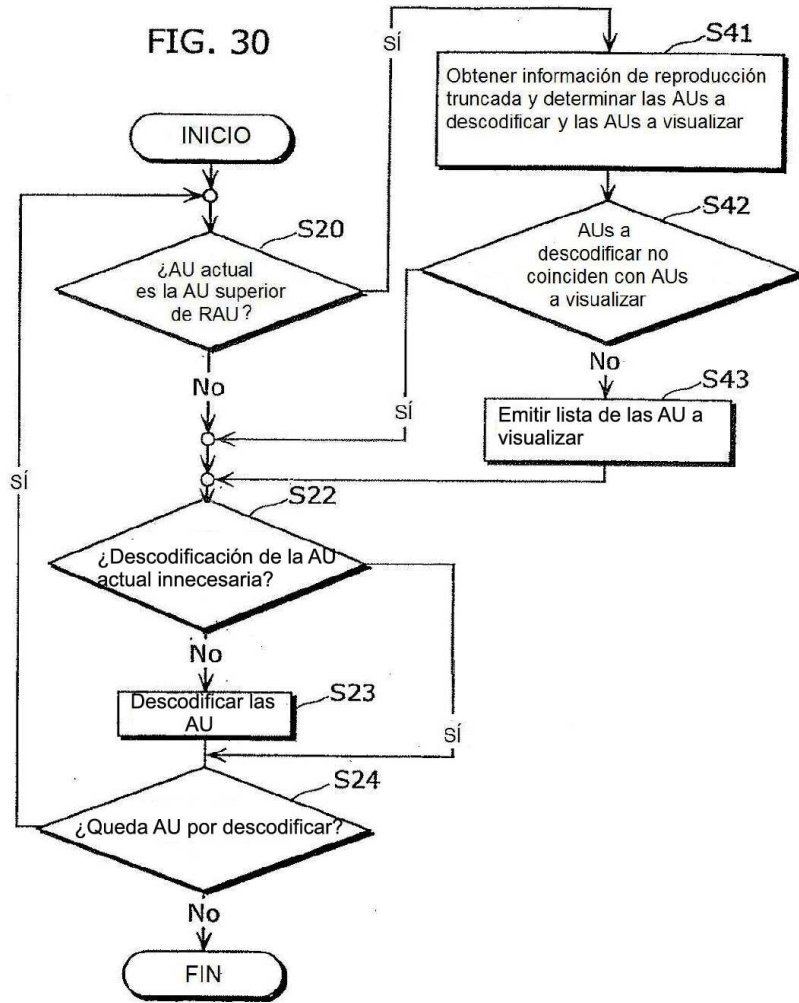 FIG. 30
INICIO
S20
¿AU actual
es la AU superior
de RAU?
SÍ
No
S41
Obtener información de reproducción
truncada y determinar las AUs a
descodificar y las AUs a visualizar
S42
AUs a
descodificar no
coinciden con AUs
a visualizar
SÍ
No
S43
Emitir lista de las AU a
visualizar
S22
¿Descodificación de la AU
actual innecesaria?
SÍ
No
S23
Descodificar las
AU
S24
¿Queda AU por descodificar?
SÍ
No
FIN